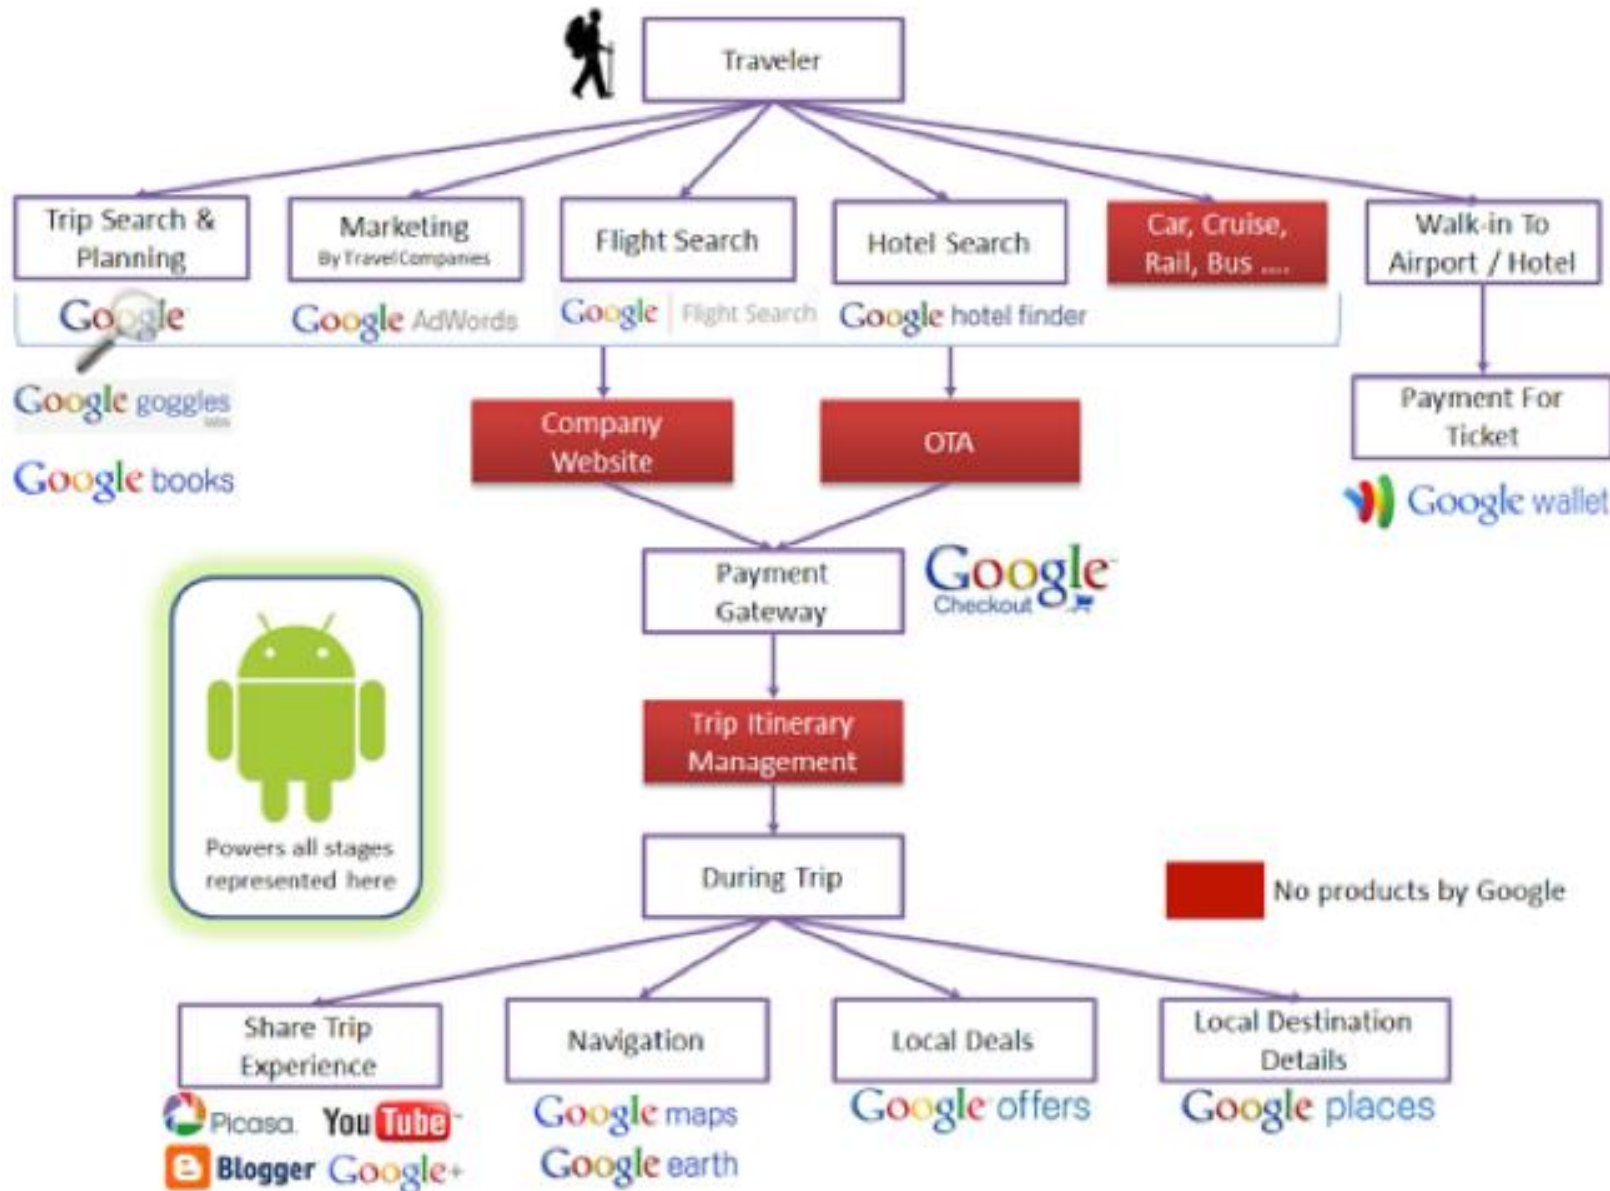 Traveler
Trip Search &
Planning
Marketing
By Travel Companies
Flight Search
Hotel Search
Car, Cruise,
Rail, Bus ....
Walk-in To
Airport / Hotel
Google
Google AdWords
Google Flight Search
Google hotel finder
Google goggles
labs
Google books
Company
Website
OTA
Payment For
Ticket
Google wallet
Payment
Gateway
Google™
Checkout
Trip Itinerary
Management
Powers all stages
represented here
During Trip
No products by Google
Share Trip
Experience
Navigation
Local Deals
Local Destination
Details
Picasa™ YouTube™
Blogger Google+
Google maps
Google earth
Google offers
Google places